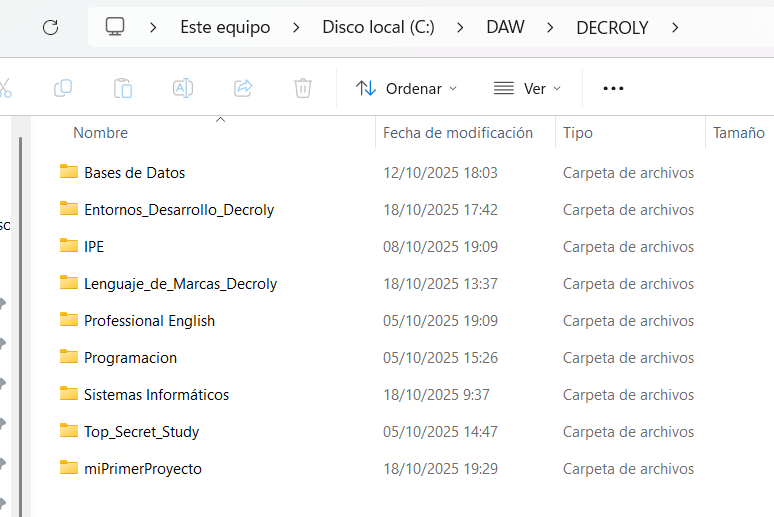 Este equipo > Disco local (C:) > DAW > DECROLY >
Ordenar Ver ...
Nombre Fecha de modificación Tipo Tamaño
Bases de Datos 12/10/2025 18:03 Carpeta de archivos
Entornos_Desarrollo_Decroly 18/10/2025 17:42 Carpeta de archivos
IPE 08/10/2025 19:09 Carpeta de archivos
Lenguaje_de_Marcas_Decroly 18/10/2025 13:37 Carpeta de archivos
Professional English 05/10/2025 19:09 Carpeta de archivos
Programacion 05/10/2025 15:26 Carpeta de archivos
Sistemas Informáticos 18/10/2025 9:37 Carpeta de archivos
Top_Secret_Study 05/10/2025 14:47 Carpeta de archivos
miPrimerProyecto 18/10/2025 19:29 Carpeta de archivos